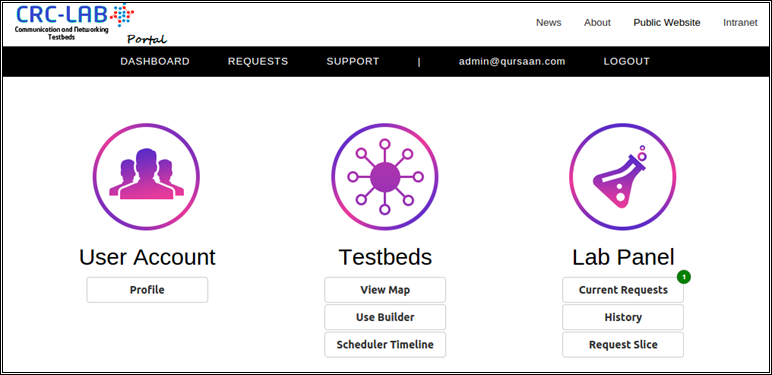 CRC-LAB
Communication and Networking
Testbeds
Portal
News About Public Website Intranet
DASHBOARD REQUESTS SUPPORT | admin@qursaan.com LOGOUT
User Account
Profile
Testbeds
View Map
Use Builder
Scheduler Timeline
Lab Panel
Current Requests 1
History
Request Slice